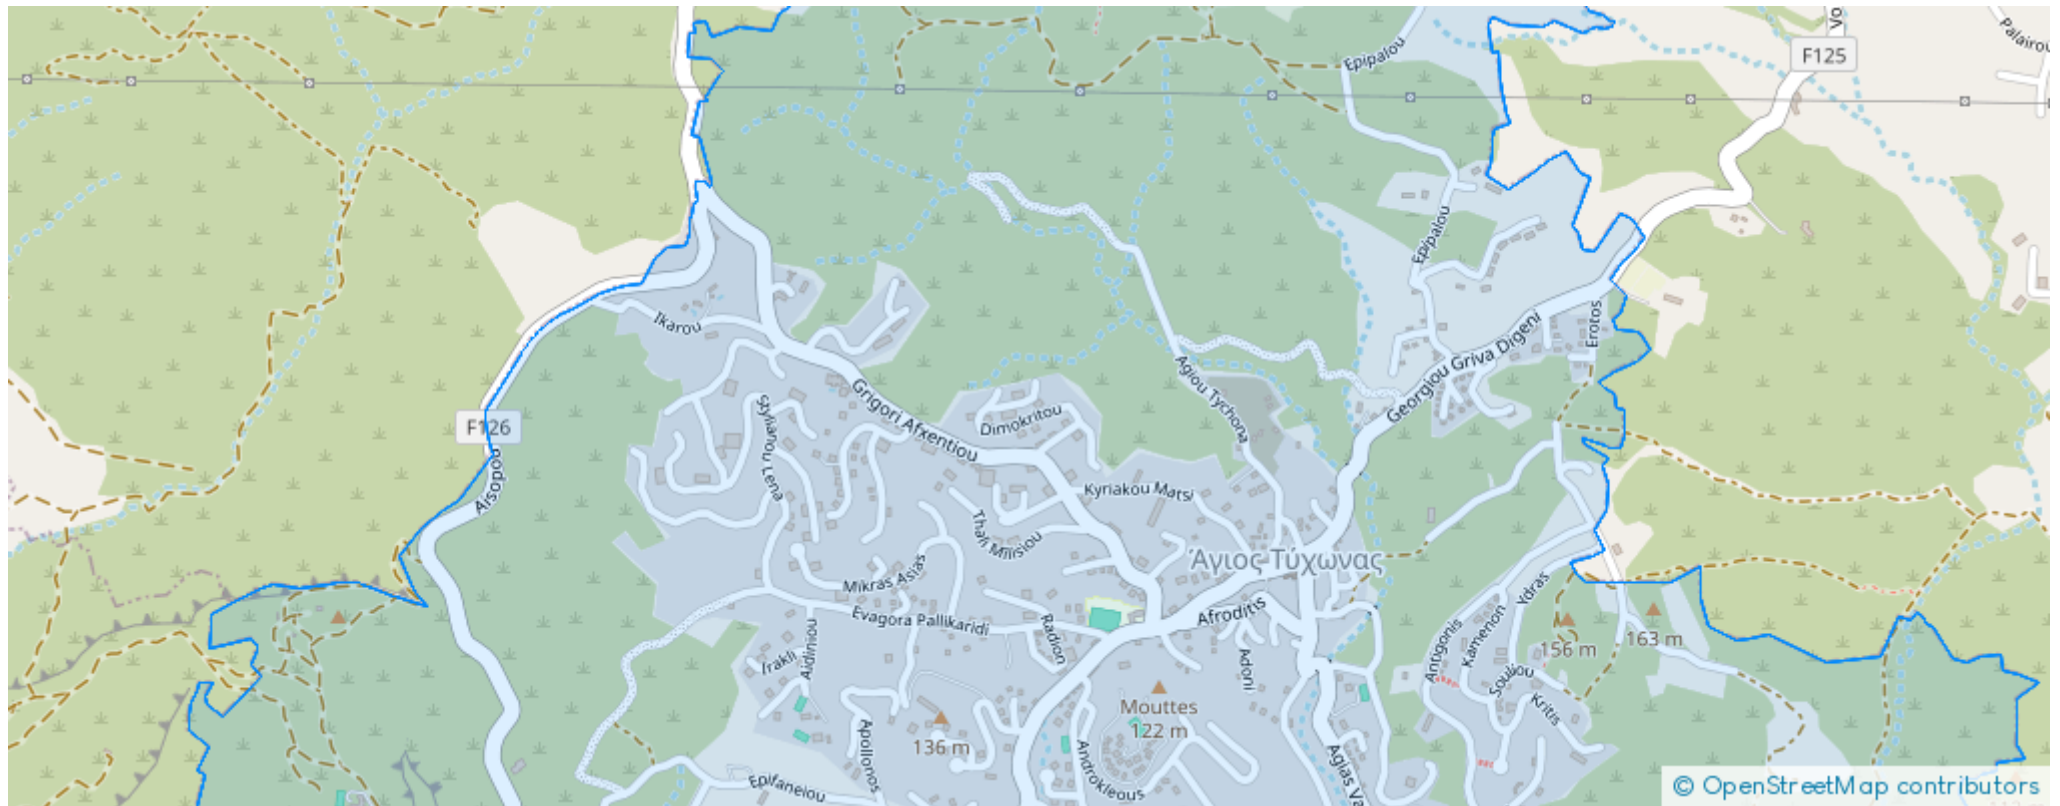 Epipalou
Vo
Palairou
F125
Epipalou
Ikarou
Erotos
Georgiou Griva Digeni
Agiou Tychona
Grigori Afxentiou
Dimokritou
Stylianou Lena
F126
Aisopou
Kyriakou Matsi
Thali Milisiou
Άγιος Τύχωνας
Mikras Asias
Evagora Pallikaridi
Afroditis
Radion
Irakli
Aidiniou
Adoni
Antigonis
Kamenon
Ydras
156 m
163 m
Souliou
Kritis
Mouttes
122 m
136 m
Apollonos
Androkleous
Agias Va
Epifaneiou
© OpenStreetMap contributors